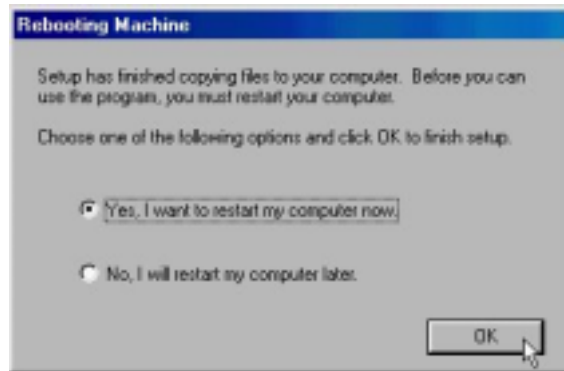 Rebooting Machine
Setup has finished copying files to your computer. Before you can
use the program, you must restart your computer.
Choose one of the following options and click OK to finish setup.
Yes, I want to restart my computer now.
No, I will restart my computer later.
OK